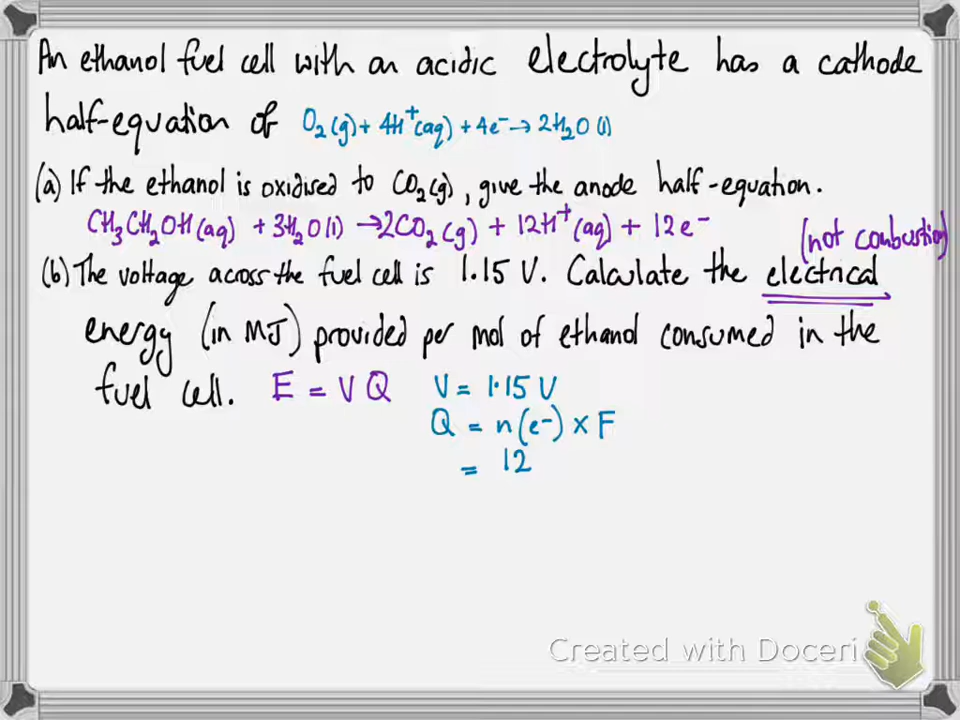 An ethanol fuel cell with an acidic electrolyte has a cathode
half-equation of O₂(g) + 4H⁺(aq) + 4e⁻ → 2H₂O(l)
(a) If the ethanol is oxidised to CO₂(g), give the anode half-equation.
CH₃CH₂OH(aq) + 3H₂O(l) → 2CO₂(g) + 12H⁺(aq) + 12e⁻
(not combustion)
(b) The voltage across the fuel cell is 1.15 V. Calculate the electrical
energy (in MJ) provided per mol of ethanol consumed in the
fuel cell. E = VQ V = 1.15 V
Q = n(e⁻) × F
= 12
Created with Doceri